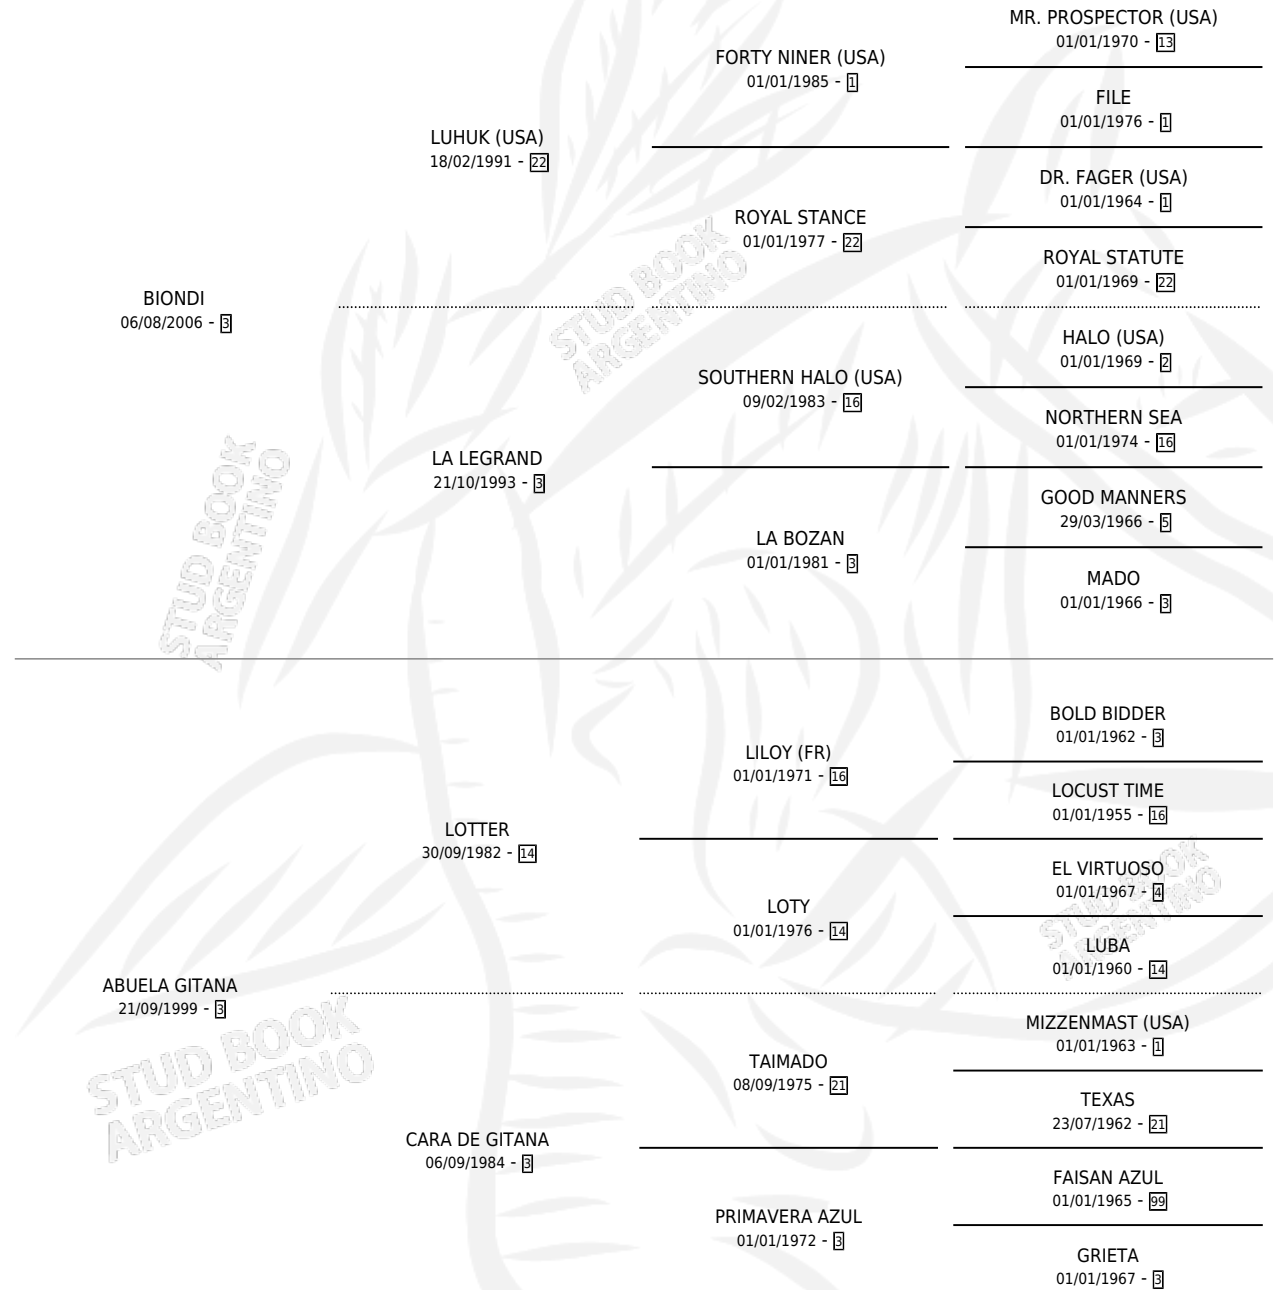 MR. PROSPECTOR (USA)
01/01/1970 - 13
FORTY NINER (USA)
01/01/1985 - 1
FILE
01/01/1976 - 1
LUHUK (USA)
18/02/1991 - 22
DR. FAGER (USA)
01/01/1964 - 1
ROYAL STANCE
01/01/1977 - 22
ROYAL STATUTE
01/01/1969 - 22
BIONDI
06/08/2006 - 3
STUD BOOK
ARGENTINO
HALO (USA)
01/01/1969 - 2
SOUTHERN HALO (USA)
09/02/1983 - 16
NORTHERN SEA
01/01/1974 - 16
LA LEGRAND
21/10/1993 - 3
GOOD MANNERS
29/03/1966 - 5
LA BOZAN
01/01/1981 - 3
MADO
01/01/1966 - 3
STUD BOOK
ARGENTINO
BOLD BIDDER
01/01/1962 - 3
LILOY (FR)
01/01/1971 - 16
LOCUST TIME
01/01/1955 - 16
LOTTER
30/09/1982 - 14
EL VIRTUOSO
01/01/1967 - 4
LOTY
01/01/1976 - 14
LUBA
01/01/1960 - 14
STUD BOOK
ARGENTINO
ABUELA GITANA
21/09/1999 - 3
STUD BOOK
ARGENTINO
MIZZENMAST (USA)
01/01/1963 - 1
TAIMADO
08/09/1975 - 21
TEXAS
23/07/1962 - 21
CARA DE GITANA
06/09/1984 - 3
FAISAN AZUL
01/01/1965 - 99
PRIMAVERA AZUL
01/01/1972 - 3
GRIETA
01/01/1967 - 3